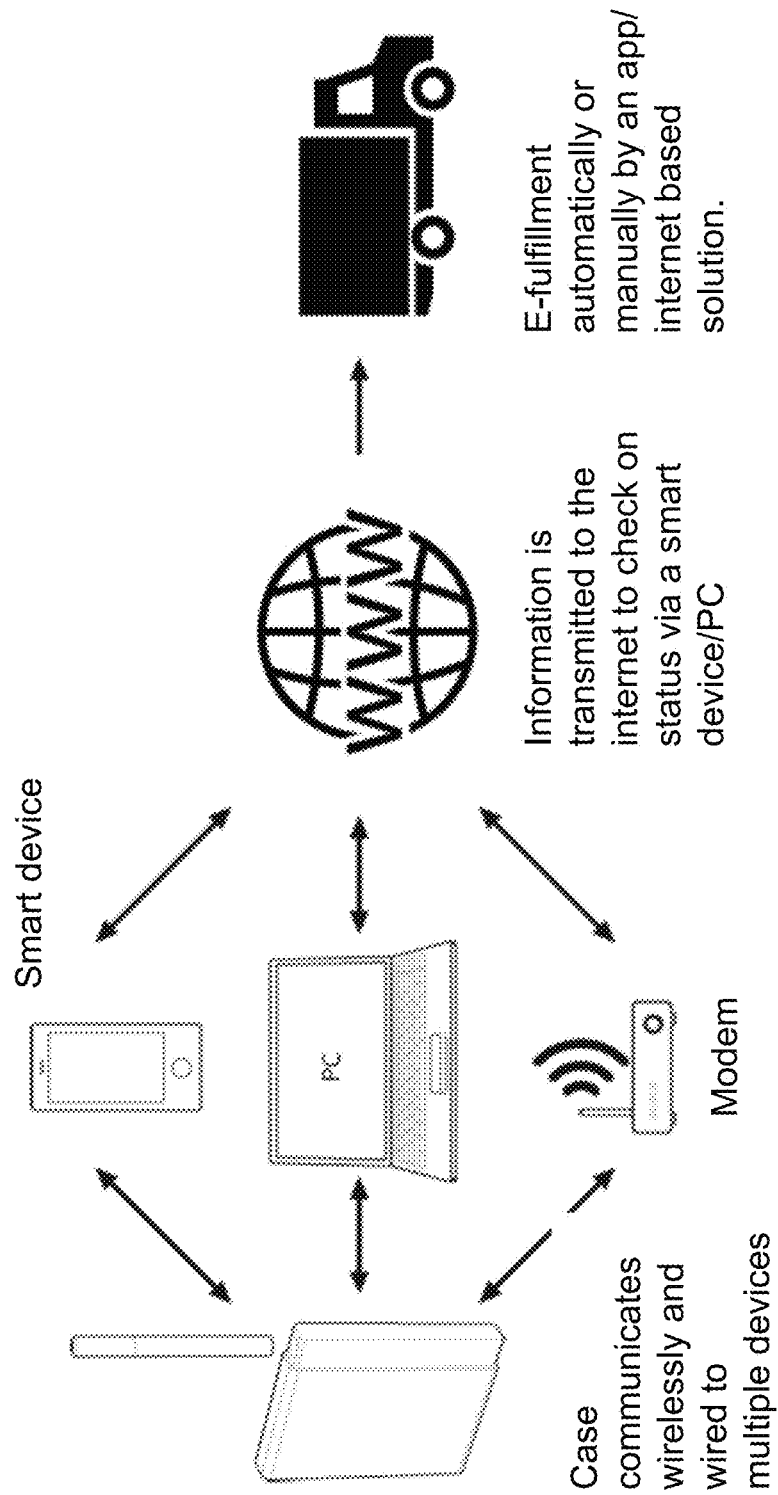 Smart device
PC
Modem
Case
communicates
wirelessly and
wired to
multiple devices
Information is
transmitted to the
internet to check on
status via a smart
device/PC
E-fulfillment
automatically or
manually by an app/
internet based
solution.